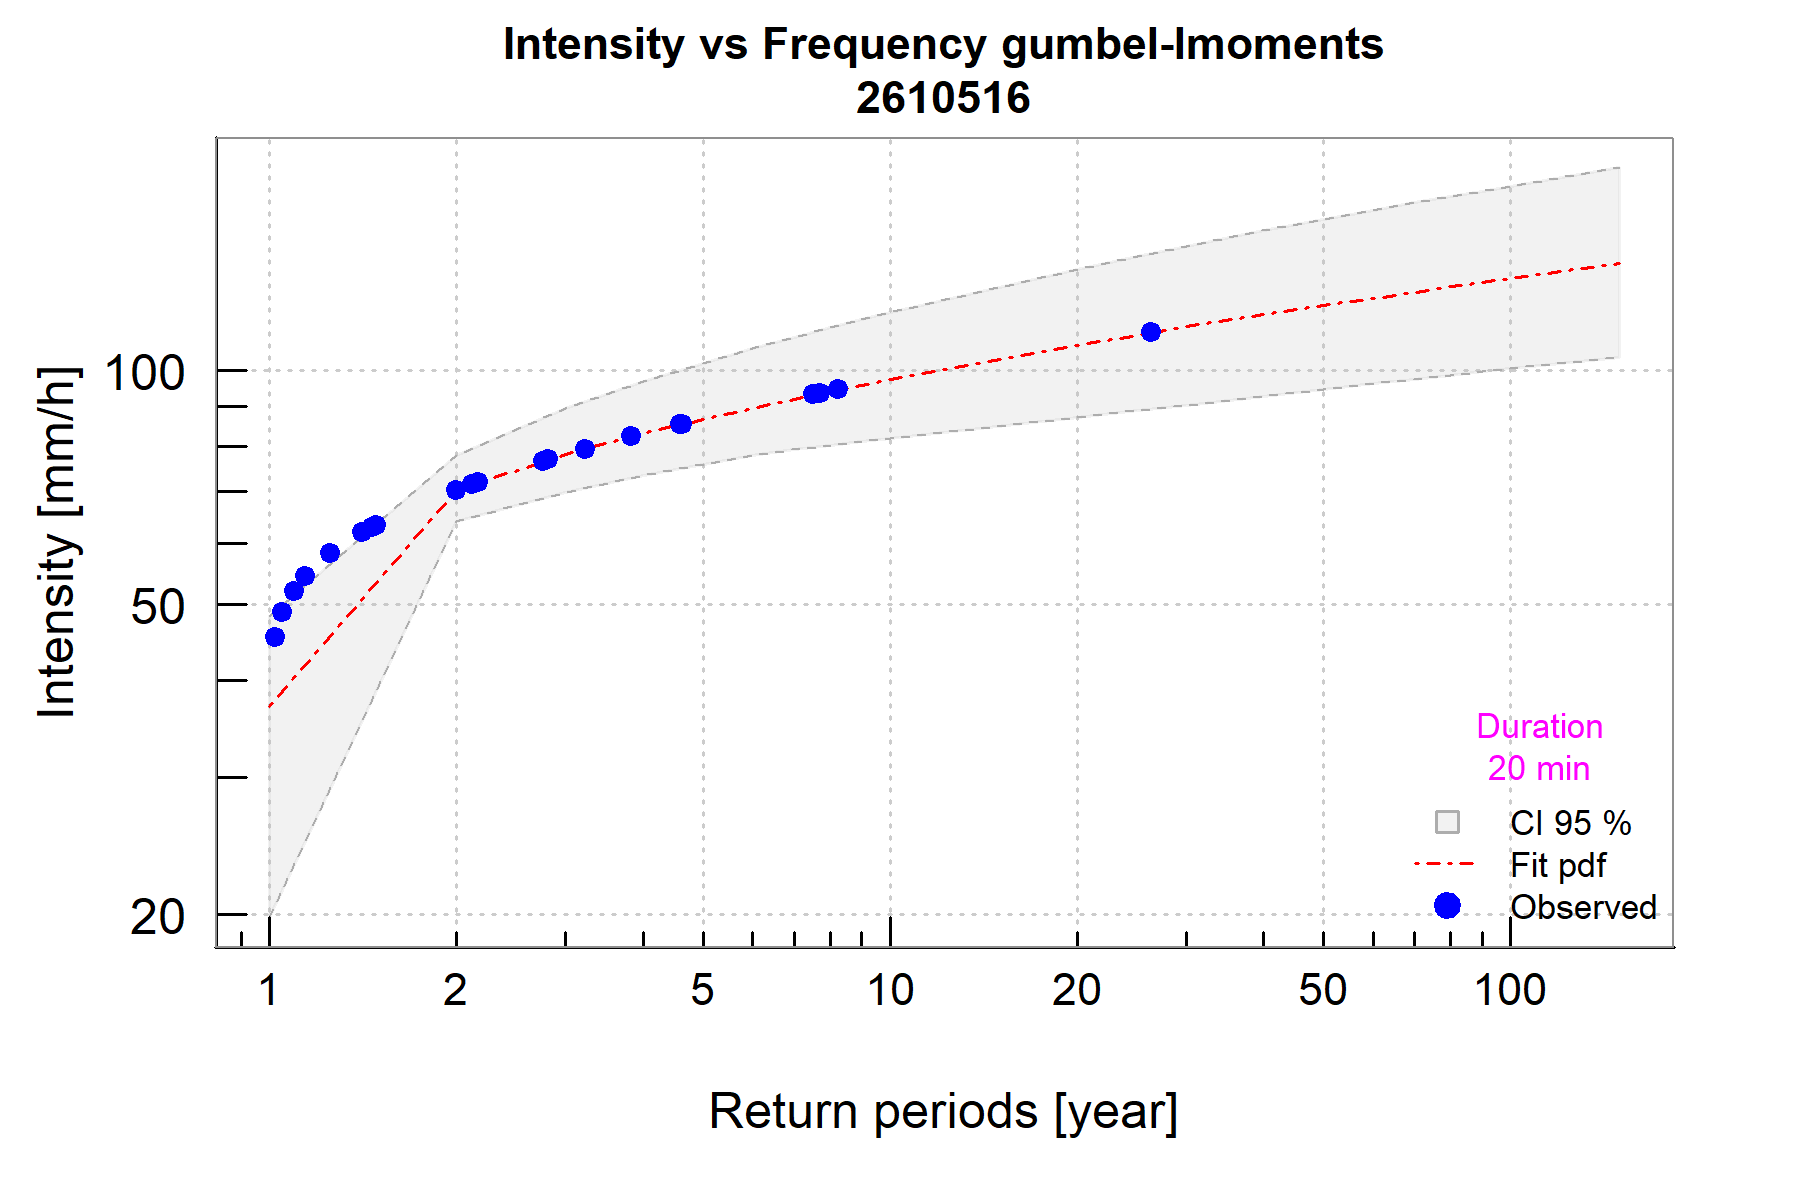 Intensity vs Frequency gumbel-lmoments
2610516
Intensity [mm/h]
100
50
20
1 2 5 10 20 50 100
Return periods [year]
Duration
20 min
CI 95 %
Fit pdf
Observed